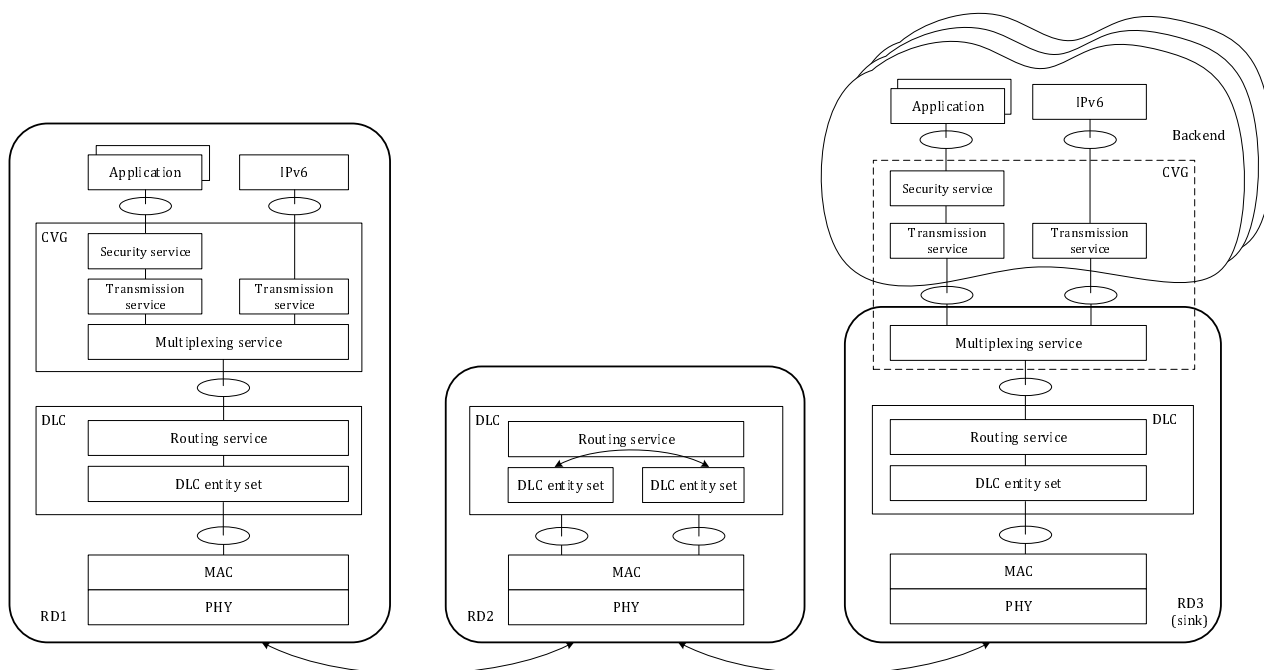 Application
IPv6
CVG
Security service
Transmission
service
Transmission
service
Multiplexing service
DLC
Routing service
DLC entity set
MAC
PHY
RD1
DLC
Routing service
DLC entity set
DLC entity set
MAC
PHY
RD2
Application
IPv6
Backend
CVG
Security service
Transmission
service
Transmission
service
Multiplexing service
DLC
Routing service
DLC entity set
MAC
PHY
RD3
(sink)